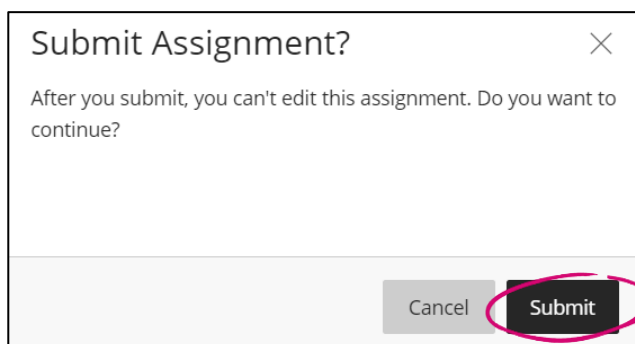 Submit Assignment?
After you submit, you can't edit this assignment. Do you want to
continue?
Cancel
Submit